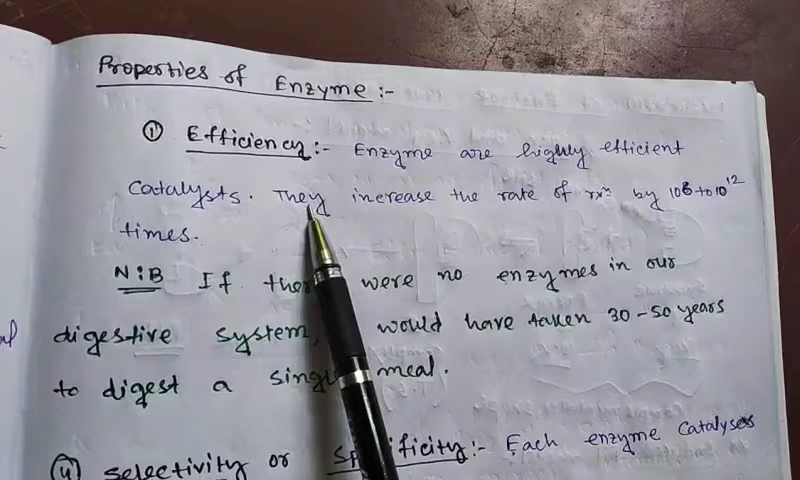 Properties of Enzyme :-
① Efficiency :- Enzyme are highly efficient
Catalysts. They increase the rate of rxⁿ by 10⁸ to 10¹²
times.
N:B If were no enzymes in our
digestive system, would have taken 30-50 years
to digest a meal.
Selectivity or :- Each enzyme Catalyses